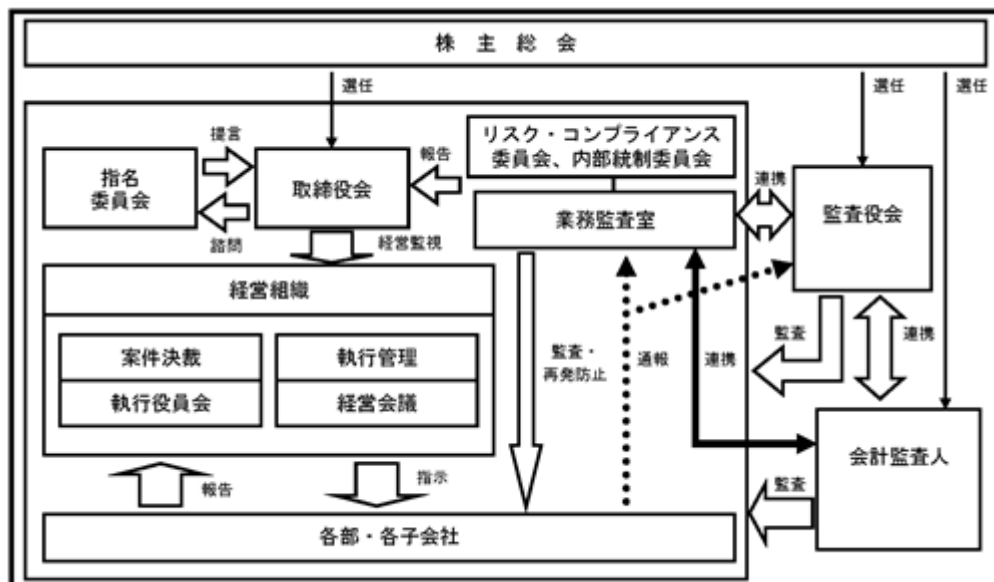 株主総会
選任
選任
選任
提言
指名
委員会
諮問
取締役会
報告
リスク・コンプライアンス
委員会、内部統制委員会
業務監査室
連携
監査役会
経営監視
経営組織
案件決裁
執行役員会
執行管理
経営会議
監査・
再発防止
通報
連携
監査
連携
会計監査人
監査
報告
指示
各部・各子会社